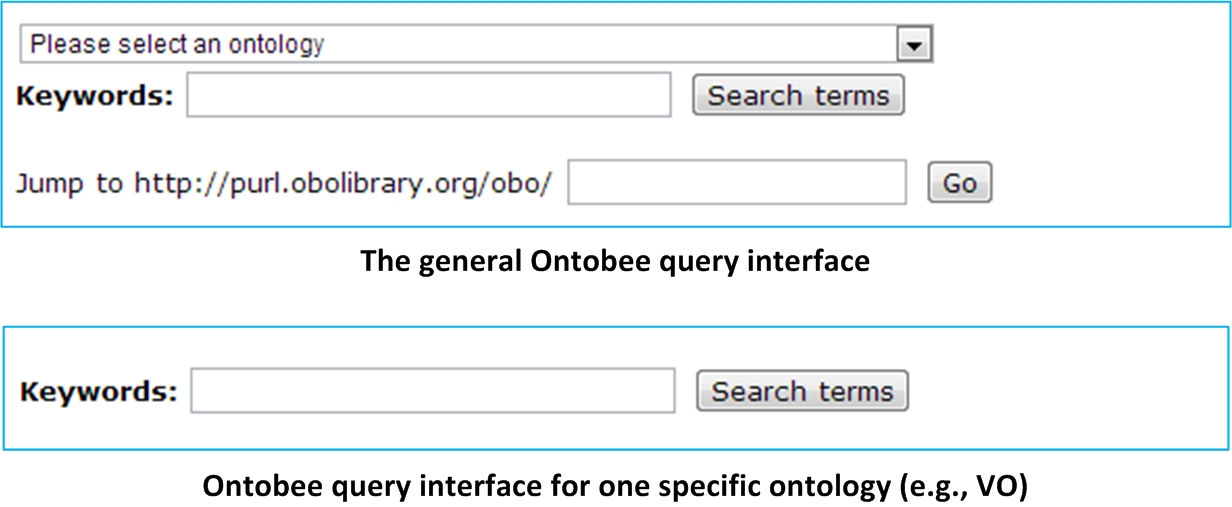 Please select an ontology
Keywords: Search terms
Jump to http://purl.obolibrary.org/obo/ Go
The general Ontobee query interface
Keywords: Search terms
Ontobee query interface for one specific ontology (e.g., VO)